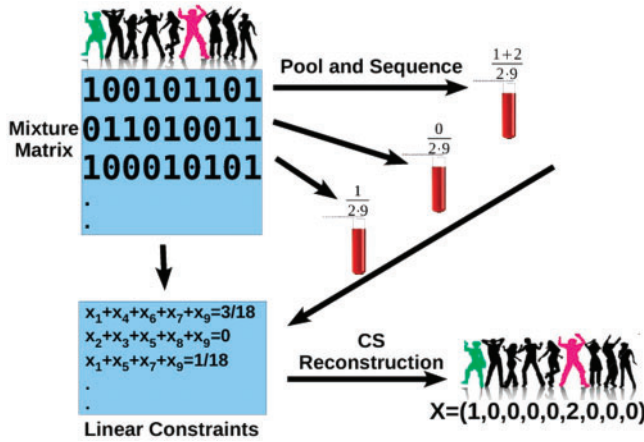 Pool and Sequence
1+2
2·9
100101101
011010011
100010101
.
.
Mixture
Matrix
0
2·9
1
2·9
x₁+x₄+x₆+x₇+x₉=3/18
x₂+x₃+x₅+x₈+x₉=0
x₁+x₅+x₇+x₉=1/18
.
.
Linear Constraints
CS
Reconstruction
X=(1,0,0,0,0,2,0,0,0)